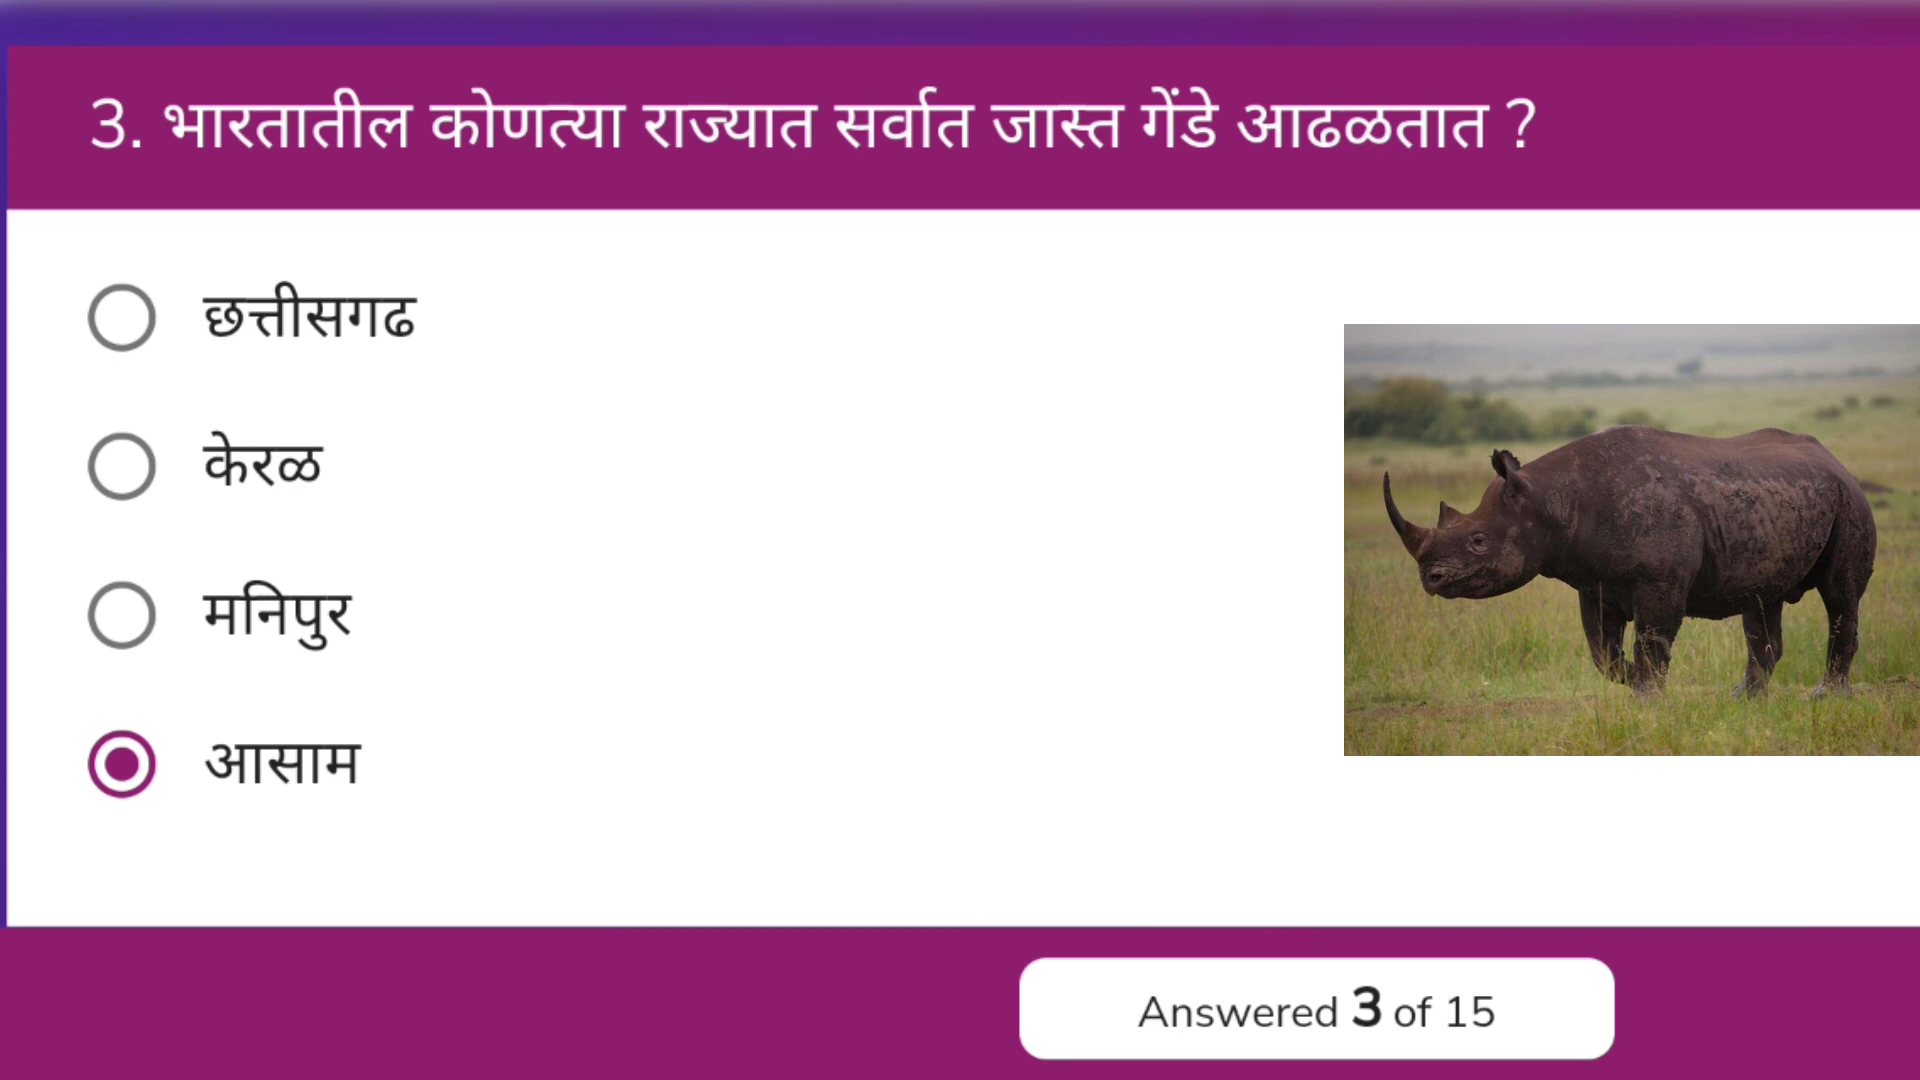 3. भारतातील कोणत्या राज्यात सर्वात जास्त गेंडे आढळतात ?
छत्तीसगढ
केरळ
मनिपुर
आसाम
Answered 3 of 15